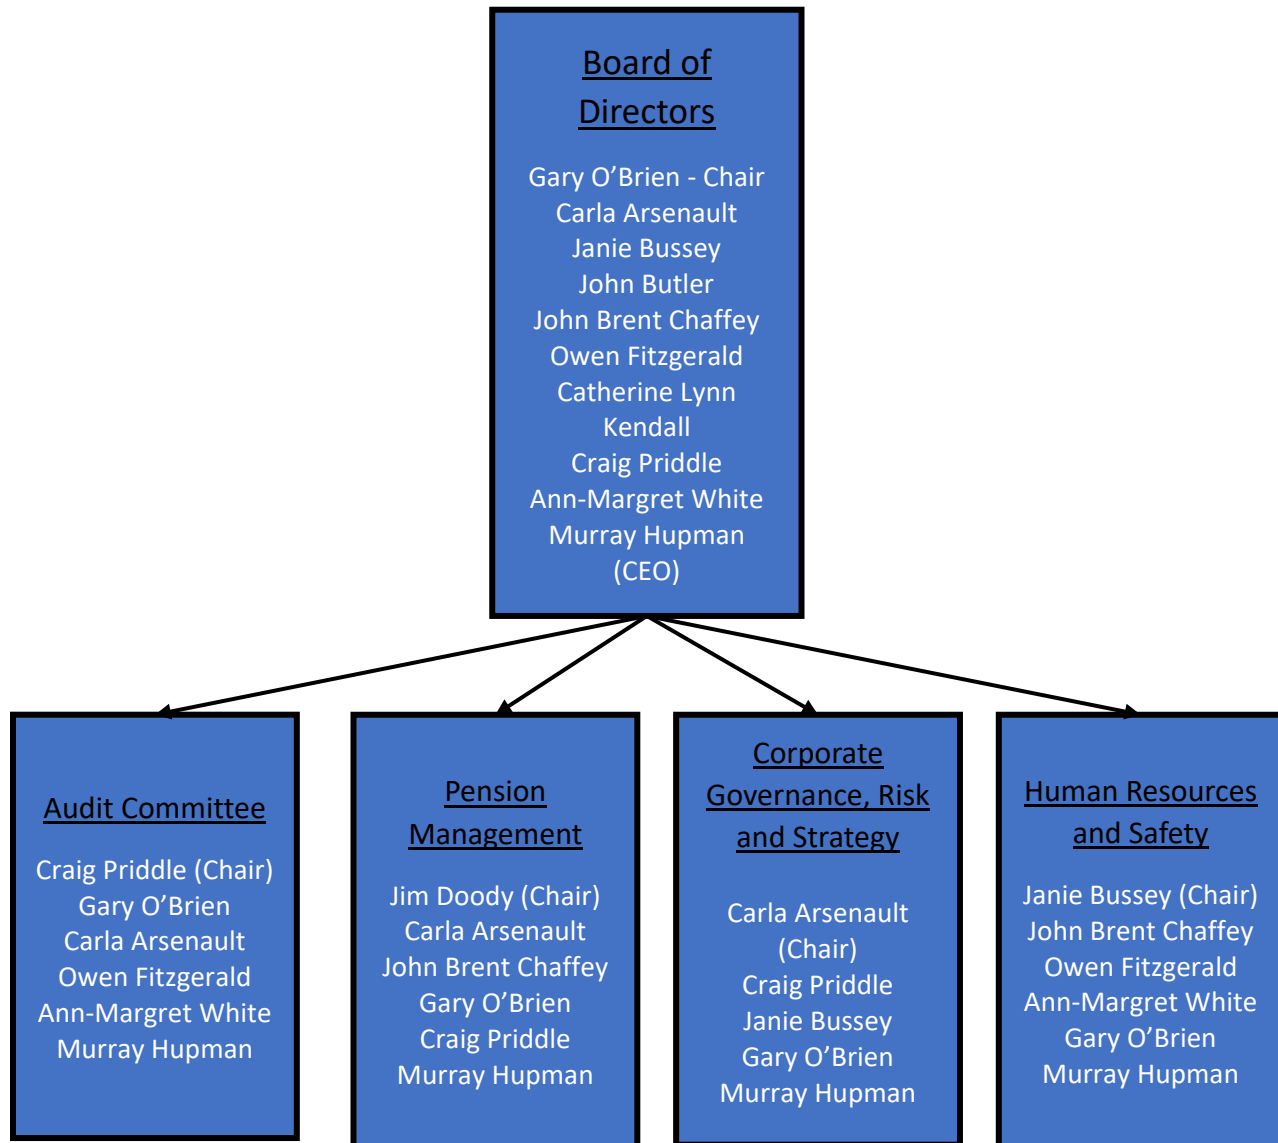 Board of
Directors
Gary O’Brien - Chair
Carla Arsenault
Janie Bussey
John Butler
John Brent Chaffey
Owen Fitzgerald
Catherine Lynn
Kendall
Craig Priddle
Ann-Margret White
Murray Hupman
(CEO)
Audit Committee
Craig Priddle (Chair)
Gary O’Brien
Carla Arsenault
Owen Fitzgerald
Ann-Margret White
Murray Hupman
Pension
Management
Jim Doody (Chair)
Carla Arsenault
John Brent Chaffey
Gary O’Brien
Craig Priddle
Murray Hupman
Corporate
Governance, Risk
and Strategy
Carla Arsenault
(Chair)
Craig Priddle
Janie Bussey
Gary O’Brien
Murray Hupman
Human Resources
and Safety
Janie Bussey (Chair)
John Brent Chaffey
Owen Fitzgerald
Ann-Margret White
Gary O’Brien
Murray Hupman